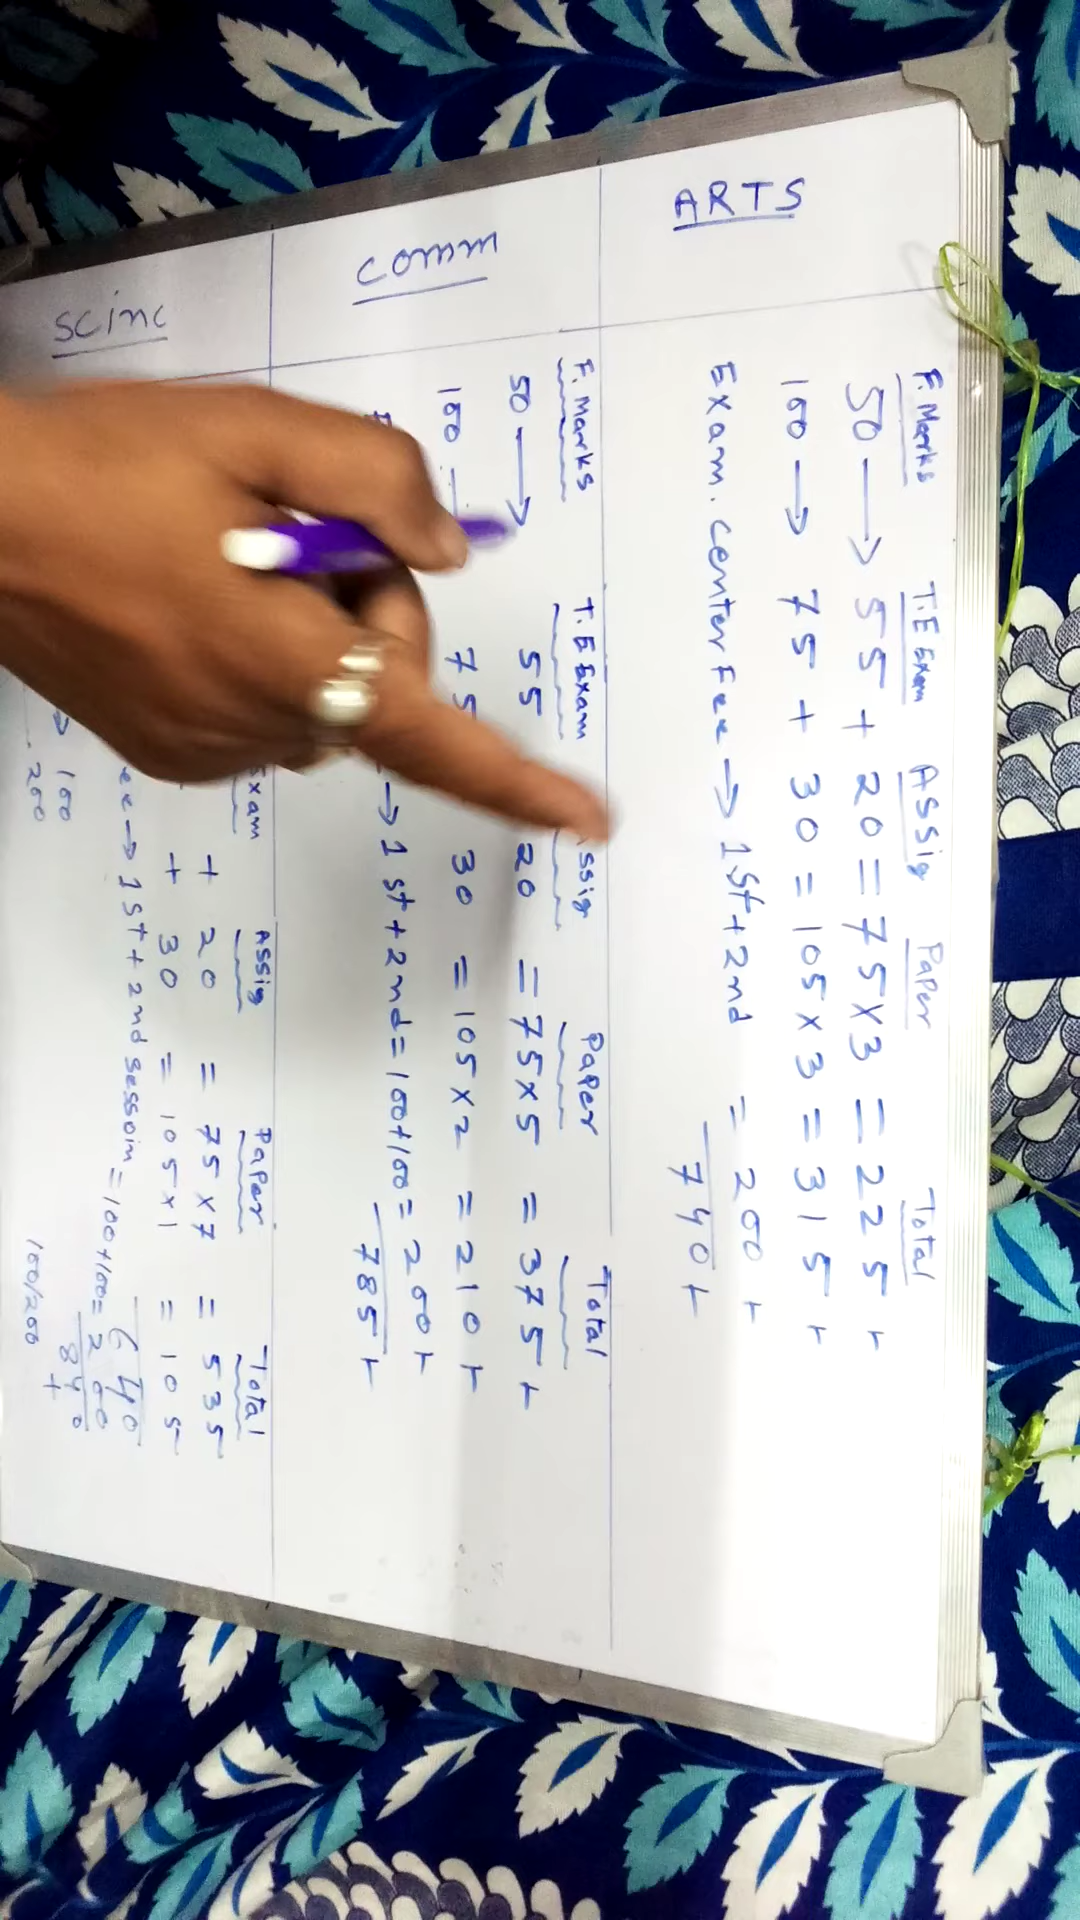 ARTS
F. Marks T.E Exam Assig Paper Total
50 → 55 + 20 = 75 x 3 = 225 +
100 → 75 + 30 = 105 x 3 = 315 +
Exam. Center Fee → 1st + 2nd = 200 +
740 +
comm
F. Marks T.E Exam ssig Paper Total
50 → 55 20 = 75 x 5 = 375 +
100 75 30 = 105 x 2 = 210 +
→ 1st + 2nd = 100 + 100 = 200 +
785 +
scinc
Exam Assig Paper Total
+ 20 = 75 x 7 = 535
+ 30 = 105 x 1 = 105
640
ee → 1st + 2nd sessoin = 100 + 100 = 200
840
+
→ 100
200
100/200